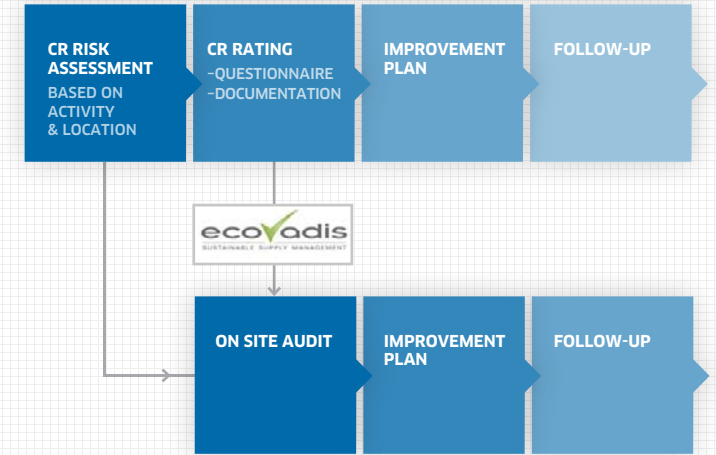 CR RISK
ASSESSMENT
BASED ON
ACTIVITY
& LOCATION
CR RATING
-QUESTIONNAIRE
-DOCUMENTATION
IMPROVEMENT
PLAN
FOLLOW-UP
ecovadis
SUSTAINABLE SUPPLY MANAGEMENT
ON SITE AUDIT
IMPROVEMENT
PLAN
FOLLOW-UP